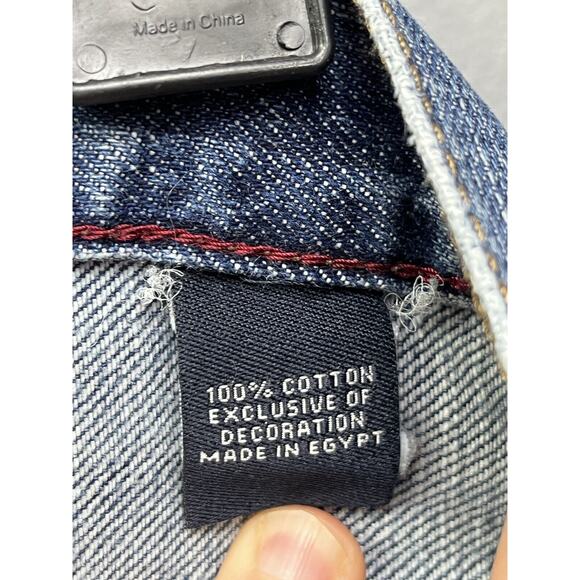 Made in China
100% COTTON
EXCLUSIVE OF
DECORATION
MADE IN EGYPT